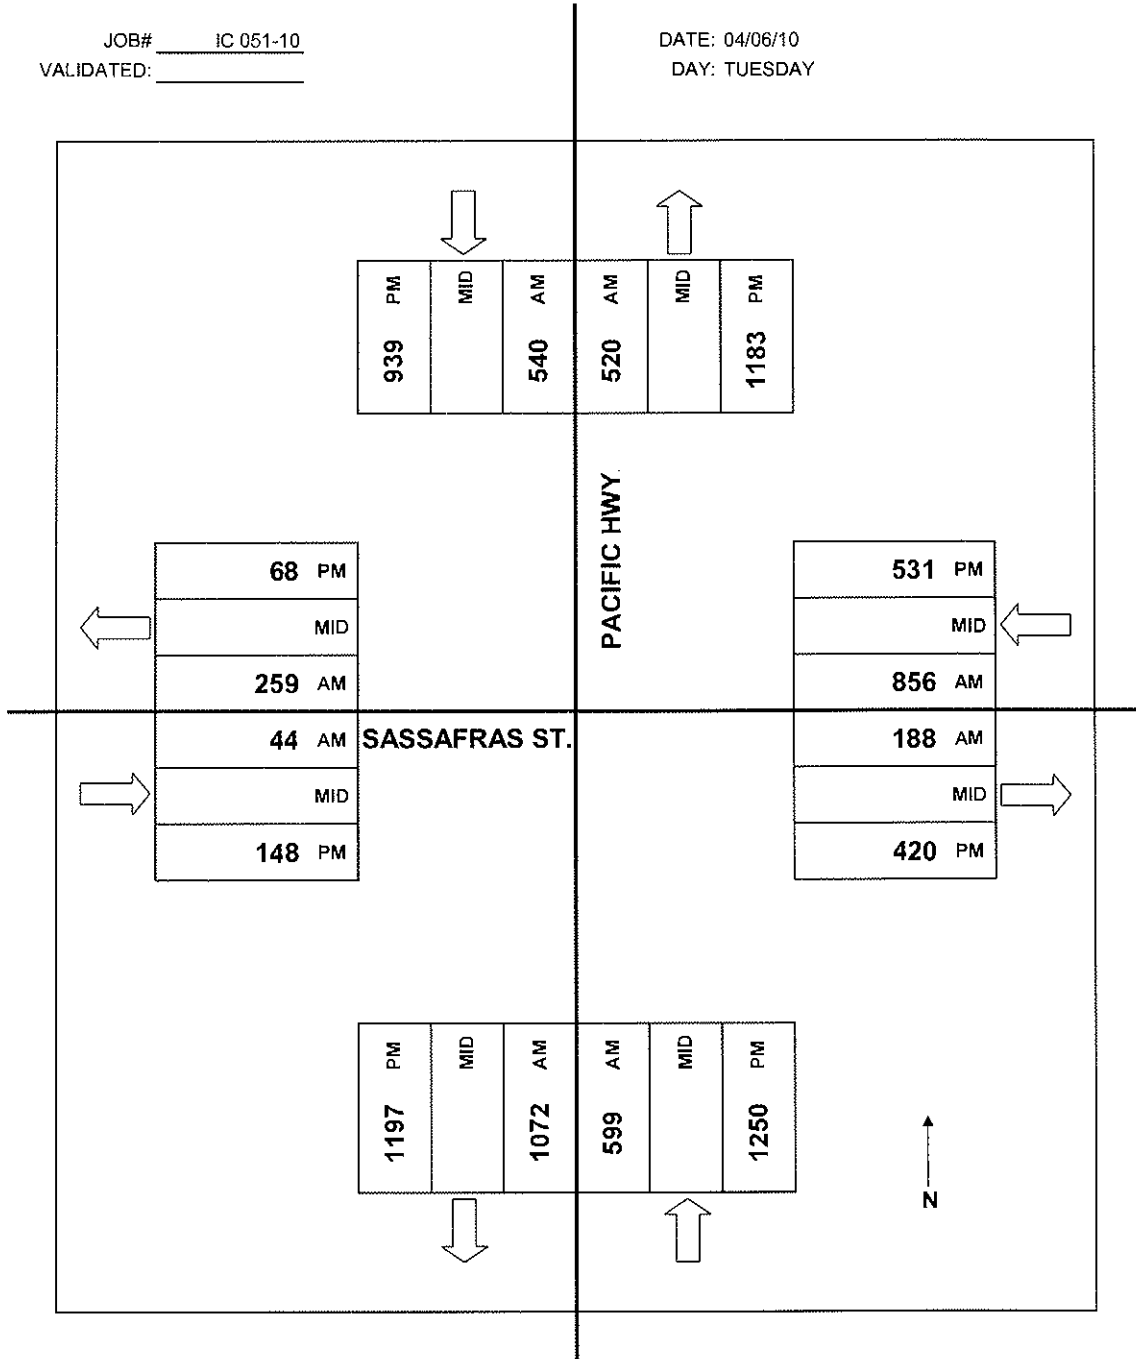 JOB# IC 051-10
DATE: 04/06/10
VALIDATED:
DAY: TUESDAY
939 PM
MID
540 AM
520 AM
MID
1183 PM
PACIFIC HWY
68 PM
MID
259 AM
531 PM
MID
856 AM
SASSAFRAS ST.
44 AM
MID
148 PM
188 AM
MID
420 PM
1197 PM
MID
1072 AM
599 AM
MID
1250 PM
N